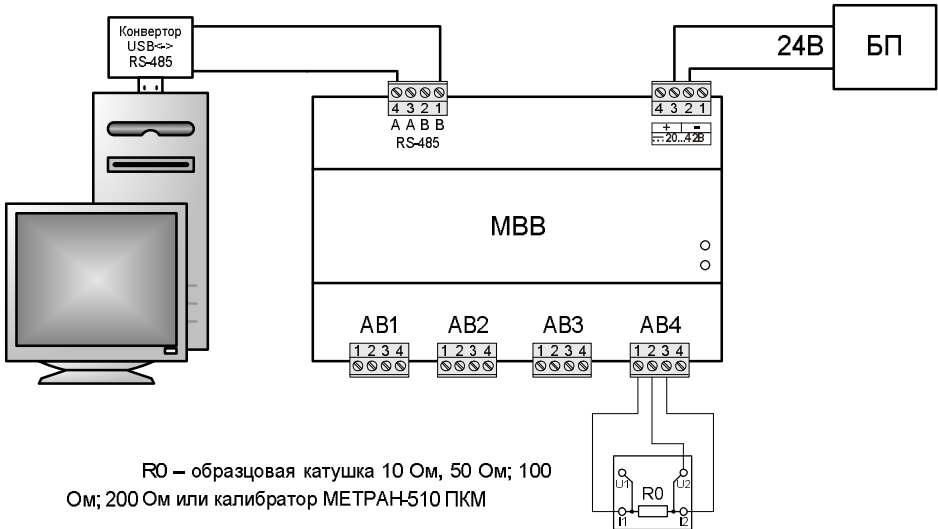 Конвертор
USB<->
RS-485
24В
БП
4 3 2 1
A A B B
RS-485
4 3 2 1
+ -
20...42В
МВВ
АВ1
АВ2
АВ3
АВ4
1 2 3 4
1 2 3 4
1 2 3 4
1 2 3 4
U1
U2
R0
I1
I2
R0 – образцовая катушка 10 Ом, 50 Ом; 100
Ом; 200 Ом или калибратор МЕТРАН-510 ПКМ